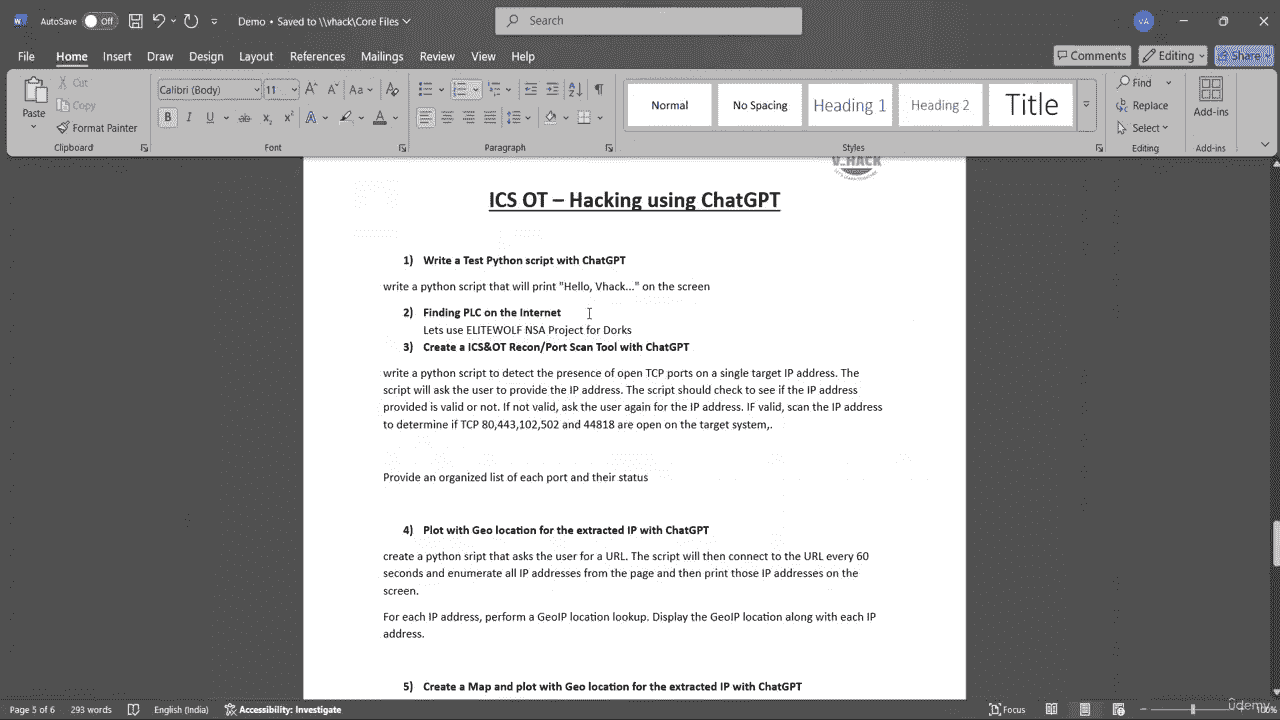 AutoSave Off Demo • Saved to \\vhack\Core Files Search VA
File Home Insert Draw Design Layout References Mailings Review View Help Comments Editing Share
Paste Cut Copy Format Painter
Calibri (Body) 11
Normal No Spacing Heading 1 Heading 2 Title
Find Replace Select Add-ins
Clipboard Font Paragraph Styles Editing Add-ins
V_HACK
ICS OT – Hacking using ChatGPT
1) Write a Test Python script with ChatGPT
write a python script that will print "Hello, Vhack..." on the screen
2) Finding PLC on the Internet
Lets use ELITEWOLF NSA Project for Dorks
3) Create a ICS&OT Recon/Port Scan Tool with ChatGPT
write a python script to detect the presence of open TCP ports on a single target IP address. The
script will ask the user to provide the IP address. The script should check to see if the IP address
provided is valid or not. If not valid, ask the user again for the IP address. IF valid, scan the IP address
to determine if TCP 80,443,102,502 and 44818 are open on the target system,.
Provide an organized list of each port and their status
4) Plot with Geo location for the extracted IP with ChatGPT
create a python sript that asks the user for a URL. The script will then connect to the URL every 60
seconds and enumerate all IP addresses from the page and then print those IP addresses on the
screen.
For each IP address, perform a GeoIP location lookup. Display the GeoIP location along with each IP
address.
5) Create a Map and plot with Geo location for the extracted IP with ChatGPT
Page 5 of 6 293 words English (India) Accessibility: Investigate Focus